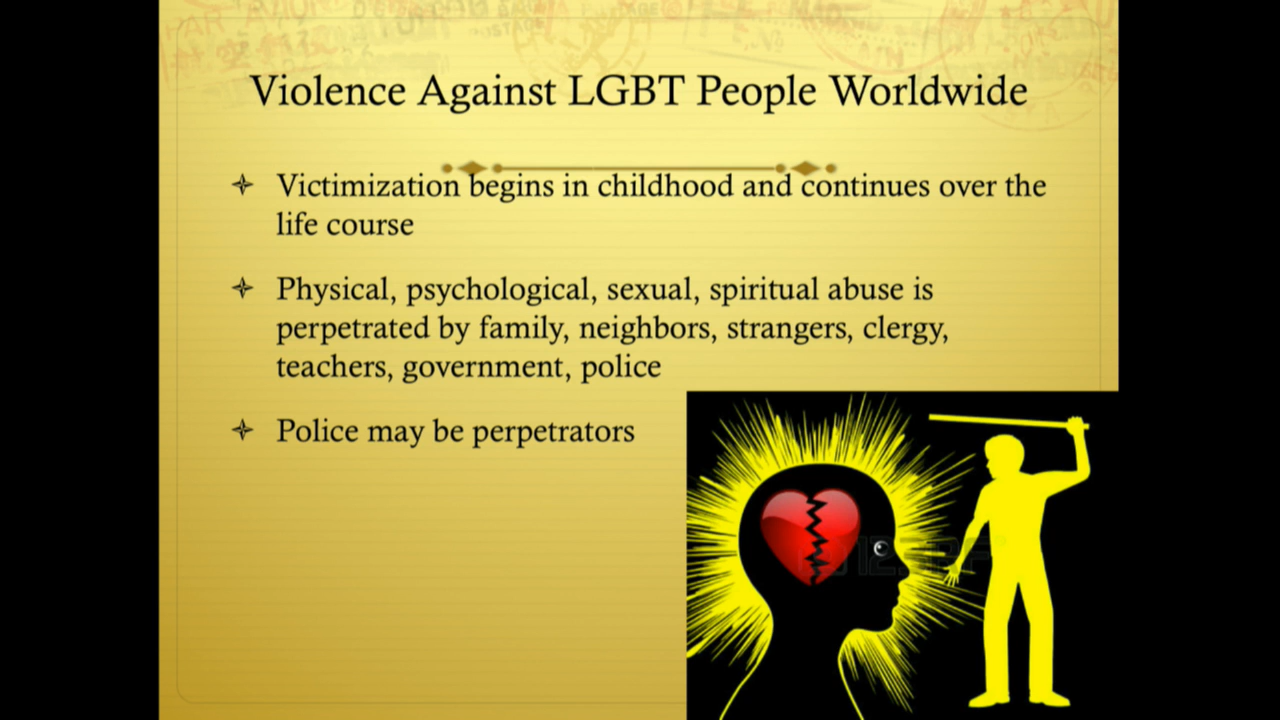 Violence Against LGBT People Worldwide
Victimization begins in childhood and continues over the
life course
Physical, psychological, sexual, spiritual abuse is
perpetrated by family, neighbors, strangers, clergy,
teachers, government, police
Police may be perpetrators
123RF